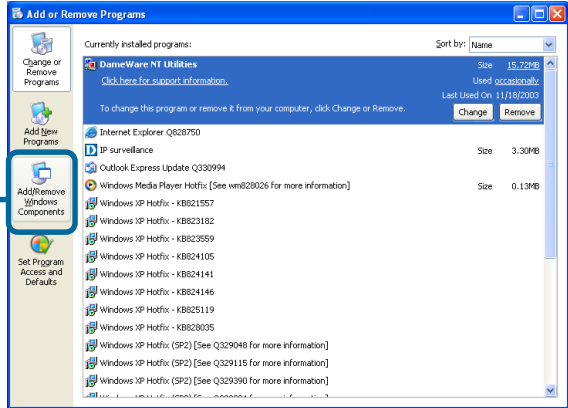 Add or Remove Programs
Change or
Remove
Programs
Add New
Programs
Add/Remove
Windows
Components
Set Program
Access and
Defaults
Currently installed programs:
Sort by: Name
DameWare NT Utilities Size 15.72MB
Click here for support information. Used occasionally
Last Used On 11/18/2003
To change this program or remove it from your computer, click Change or Remove. Change Remove
Internet Explorer Q828750
IP surveillance Size 3.30MB
Outlook Express Update Q330994
Windows Media Player Hotfix [See wm828026 for more information] Size 0.13MB
Windows XP Hotfix - KB821557
Windows XP Hotfix - KB823182
Windows XP Hotfix - KB823559
Windows XP Hotfix - KB824105
Windows XP Hotfix - KB824141
Windows XP Hotfix - KB824146
Windows XP Hotfix - KB825119
Windows XP Hotfix - KB828035
Windows XP Hotfix (SP2) [See Q329048 for more information]
Windows XP Hotfix (SP2) [See Q329115 for more information]
Windows XP Hotfix (SP2) [See Q329390 for more information]